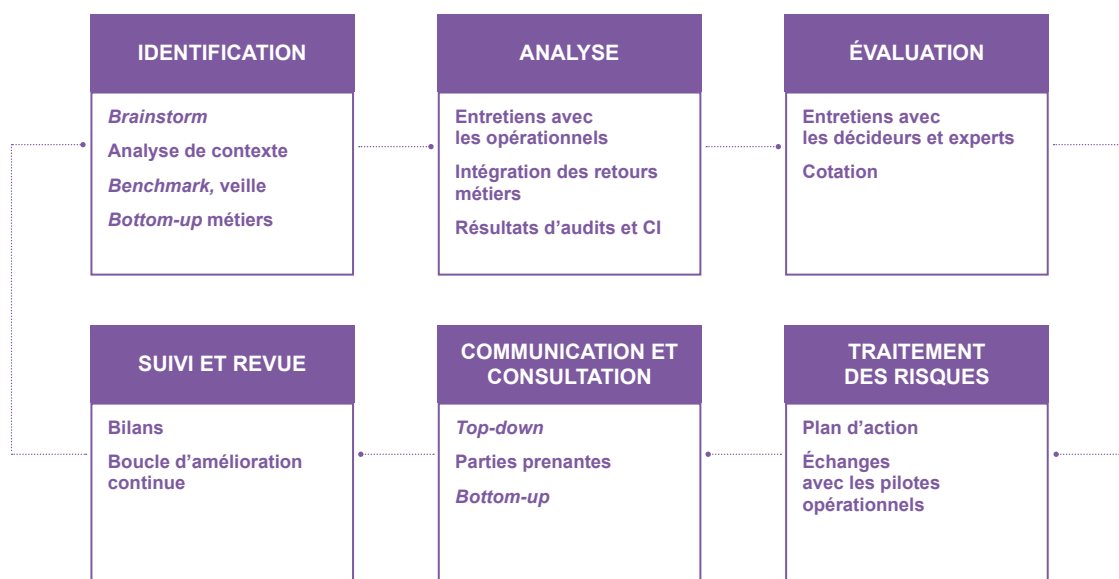 IDENTIFICATION
Brainstorm
Analyse de contexte
Benchmark, veille
Bottom-up métiers
ANALYSE
Entretiens avec
les opérationnels
Intégration des retours
métiers
Résultats d’audits et CI
ÉVALUATION
Entretiens avec
les décideurs et experts
Cotation
SUIVI ET REVUE
Bilans
Boucle d’amélioration
continue
COMMUNICATION ET
CONSULTATION
Top-down
Parties prenantes
Bottom-up
TRAITEMENT
DES RISQUES
Plan d’action
Échanges
avec les pilotes
opérationnels